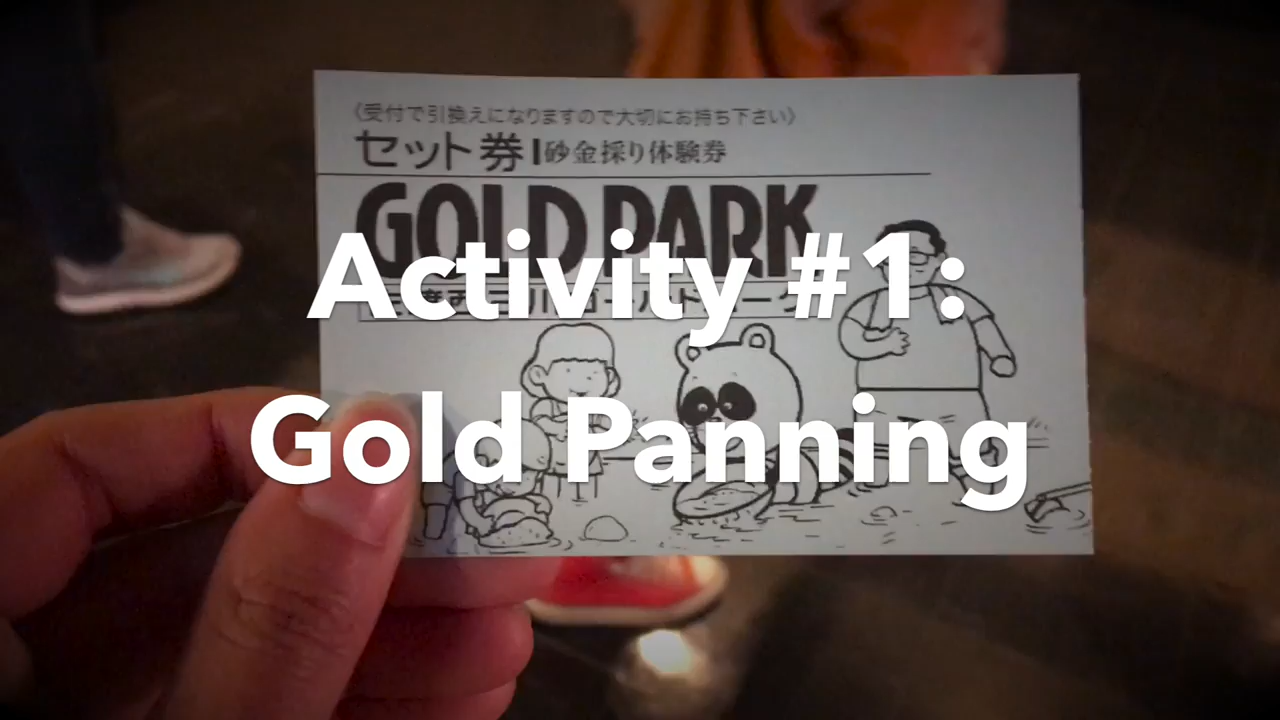 〈受付で引換えになりますので大切にお持ち下さい〉
セット券 砂金採り体験券
GOLD PARK
Activity #1:
Gold Panning